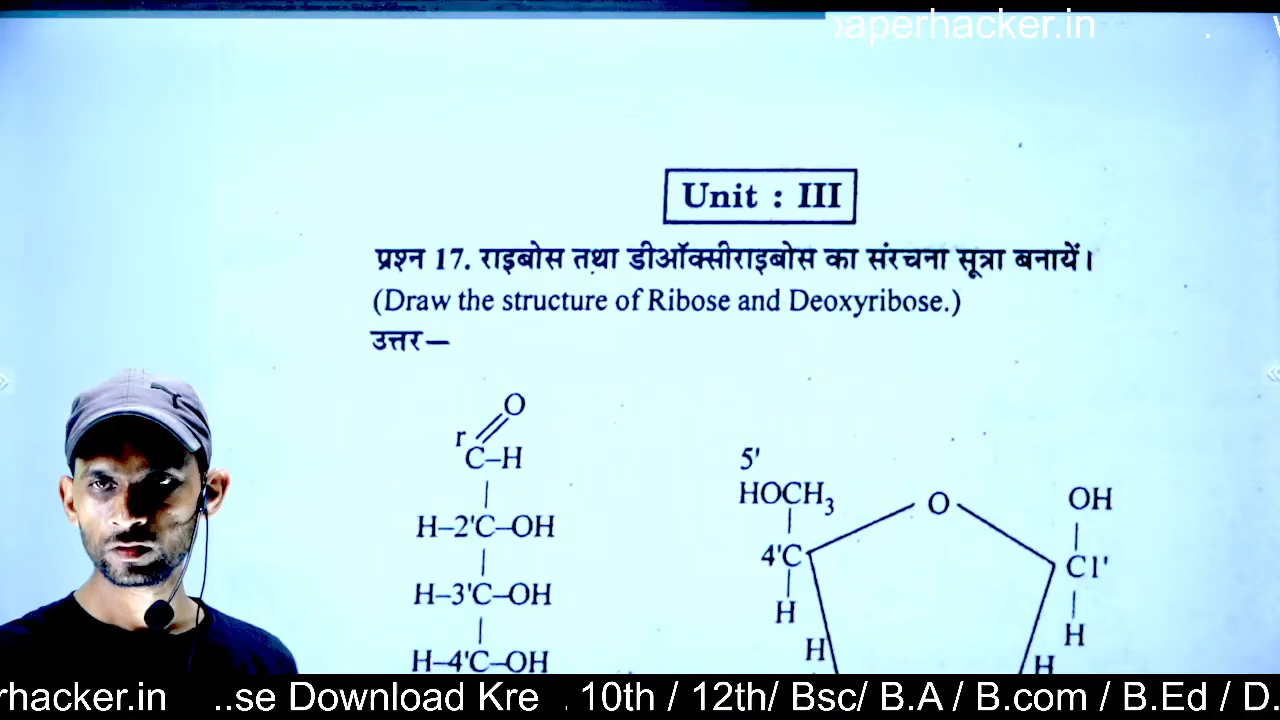 paperhacker.in
Unit : III
प्रश्न 17. राइबोस तथा डीऑक्सीराइबोस का संरचना सूत्रा बनायें।
(Draw the structure of Ribose and Deoxyribose.)
उत्तर—
O
r
C–H
H–2'C–OH
H–3'C–OH
H–4'C–OH
5'
HOCH3
O
OH
4'C
C1'
H
H
H
H
rhacker.in ..se Download Kre . 10th / 12th/ Bsc/ B.A / B.com / B.Ed / D.